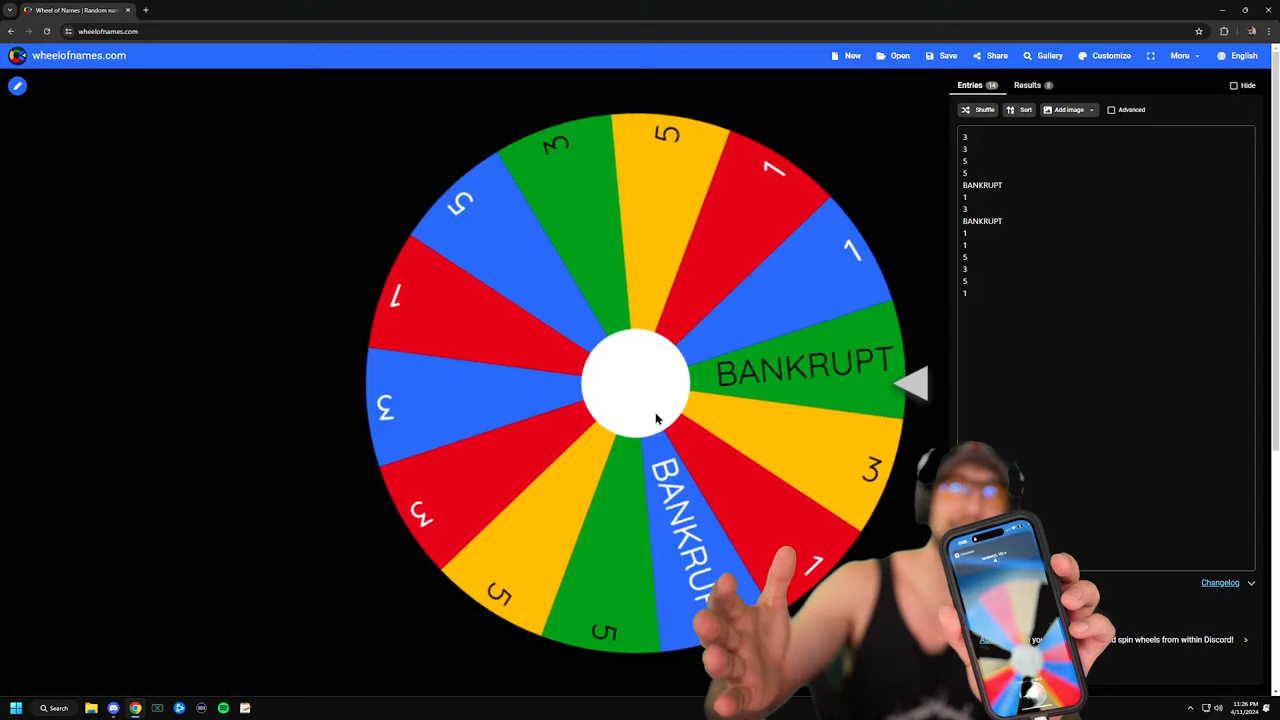 Wheel of Names | Random na
wheelofnames.com
wheelofnames.com
New
Open
Save
Share
Gallery
Customize
More
English
Entries 14
Results 8
Hide
Shuffle
Sort
Add image
Advanced
3
3
5
5
BANKRUPT
1
3
BANKRUPT
1
1
5
3
5
1
5
3
1
5
1
1
3
BANKRUPT
3
3
1
5
BANKRU
5
Changelog
spin wheels from within Discord!
Search
11:26 PM
4/11/2024